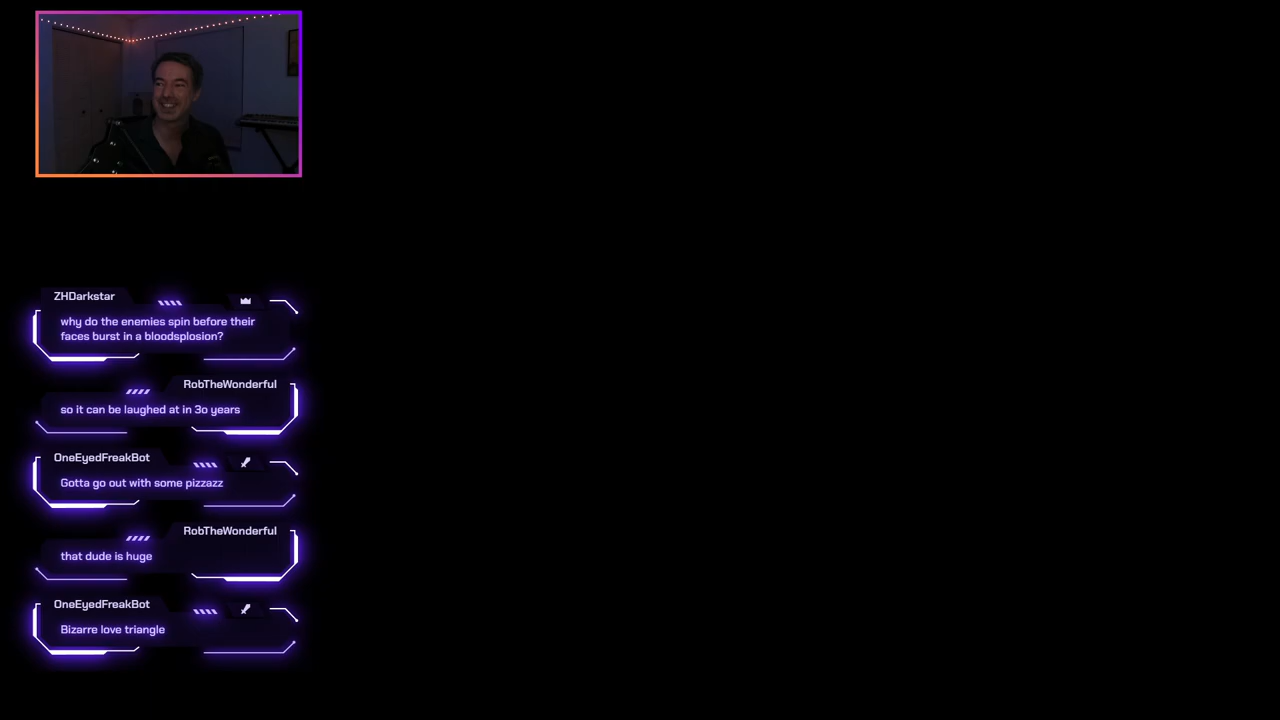 ZHDarkstar
why do the enemies spin before their
faces burst in a bloodsplosion?
RobTheWonderful
so it can be laughed at in 3o years
OneEyedFreakBot
Gotta go out with some pizzazz
RobTheWonderful
that dude is huge
OneEyedFreakBot
Bizarre love triangle